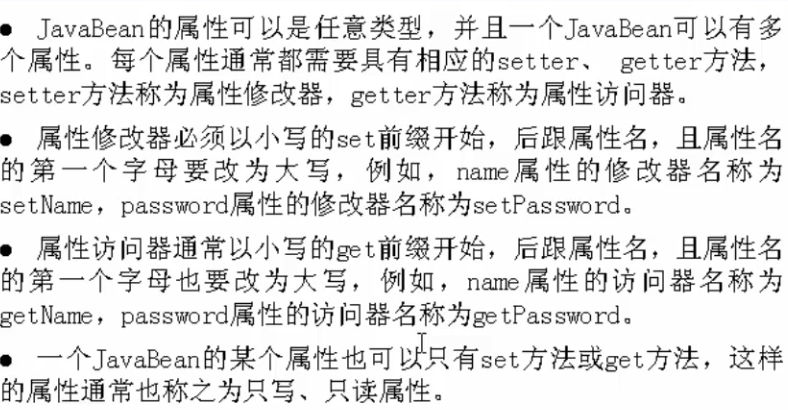 ● JavaBean的属性可以是任意类型，并且一个JavaBean可以有多
个属性。每个属性通常都需要具有相应的setter、 getter方法，
setter方法称为属性修改器，getter方法称为属性访问器。
● 属性修改器必须以小写的set前缀开始，后跟属性名，且属性名
的第一个字母要改为大写，例如，name属性的修改器名称为
setName，password属性的修改器名称为setPassword。
● 属性访问器通常以小写的get前缀开始，后跟属性名，且属性名
的第一个字母也要改为大写，例如，name属性的访问器名称为
getName，password属性的访问器名称为getPassword。
● 一个JavaBean的某个属性也可以只有set方法或get方法，这样
的属性通常也称之为只写、只读属性。